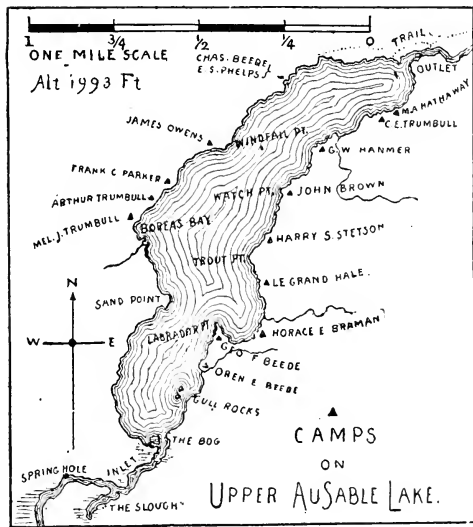 1 3/4 1/2 1/4 0
ONE MILE SCALE
Alt 1993 Ft
CHAS. BEEDE
E. S. PHELPS
TRAIL
OUTLET
M.A. HATHAWAY
C.E. TRUMBULL
JAMES OWENS
WINDFALL PT.
G.W. HANMER
FRANK C PARKER
WATCH PT.
JOHN BROWN
ARTHUR TRUMBULL
MEL. J. TRUMBULL
BOREAS BAY
HARRY S. STETSON
TROUT PT.
LE GRAND HALE.
N
SAND POINT
W E
LABRADOR PT.
HORACE E BRAMAN
GEO F BEEDE
OREN E BEEDE
GULL ROCKS
THE BOG
SPRING HOLE
INLET
"THE SLOUGH"
CAMPS
ON
UPPER AUSABLE LAKE.